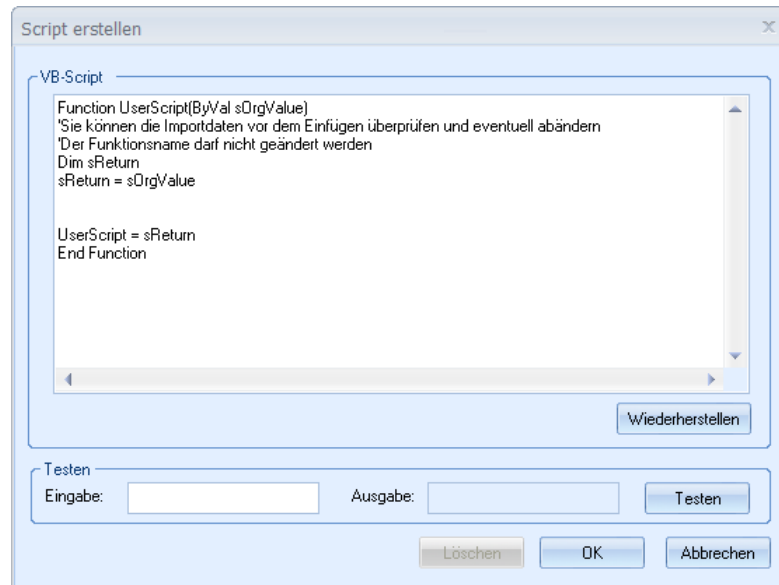 Script erstellen
VB-Script
Function UserScript(ByVal sOrgValue)
'Sie können die Importdaten vor dem Einfügen überprüfen und eventuell abändern
'Der Funktionsname darf nicht geändert werden
Dim sReturn
sReturn = sOrgValue
UserScript = sReturn
End Function
Wiederherstellen
Testen
Eingabe: Ausgabe: Testen
Löschen OK Abbrechen